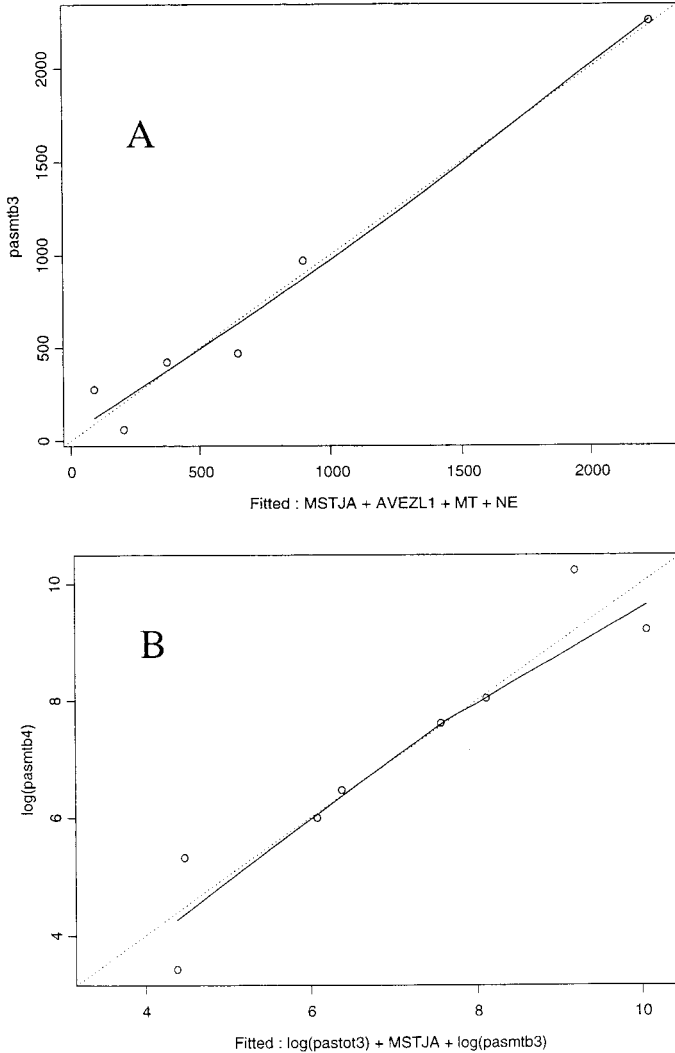 2000
1500
1000
500
0
pasmtb3
A
0 500 1000 1500 2000
Fitted : MSTJA + AVEZL1 + MT + NE
10
8
6
4
log(pasmtb4)
B
4 6 8 10
Fitted : log(pastot3) + MSTJA + log(pasmtb3)